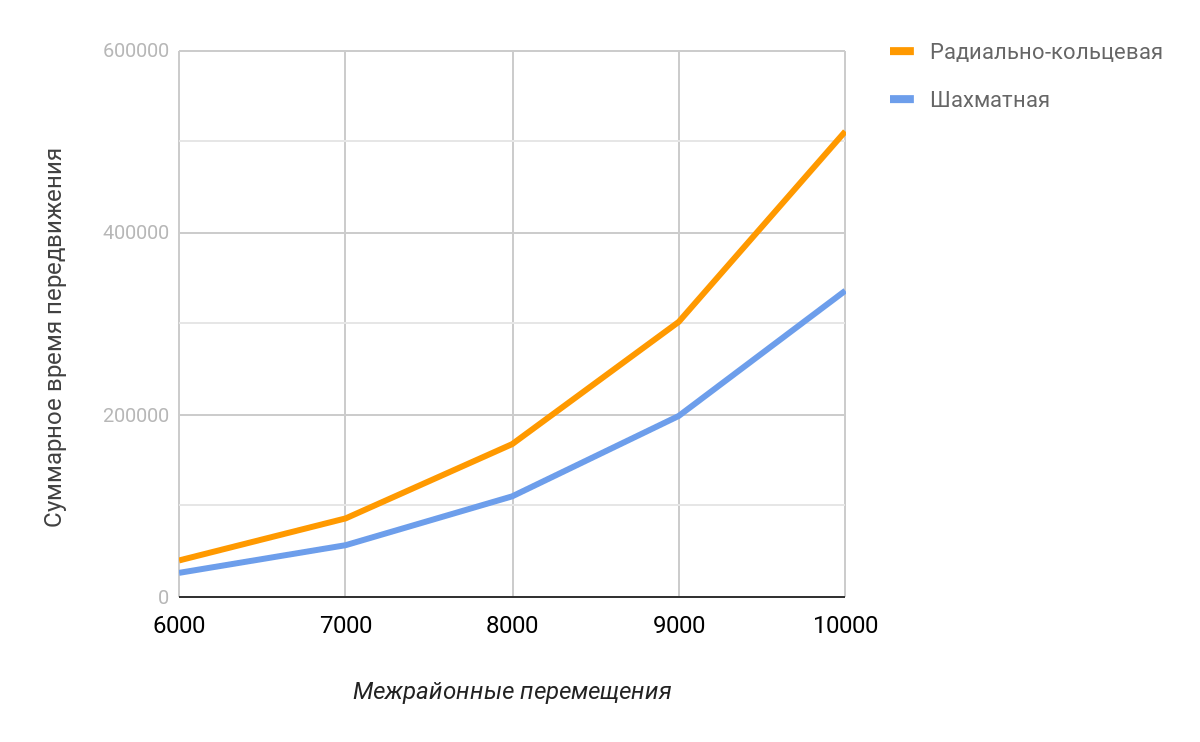 600000
400000
200000
0
Суммарное время передвижения
6000 7000 8000 9000 10000
Межрайонные перемещения
Радиально-кольцевая
Шахматная